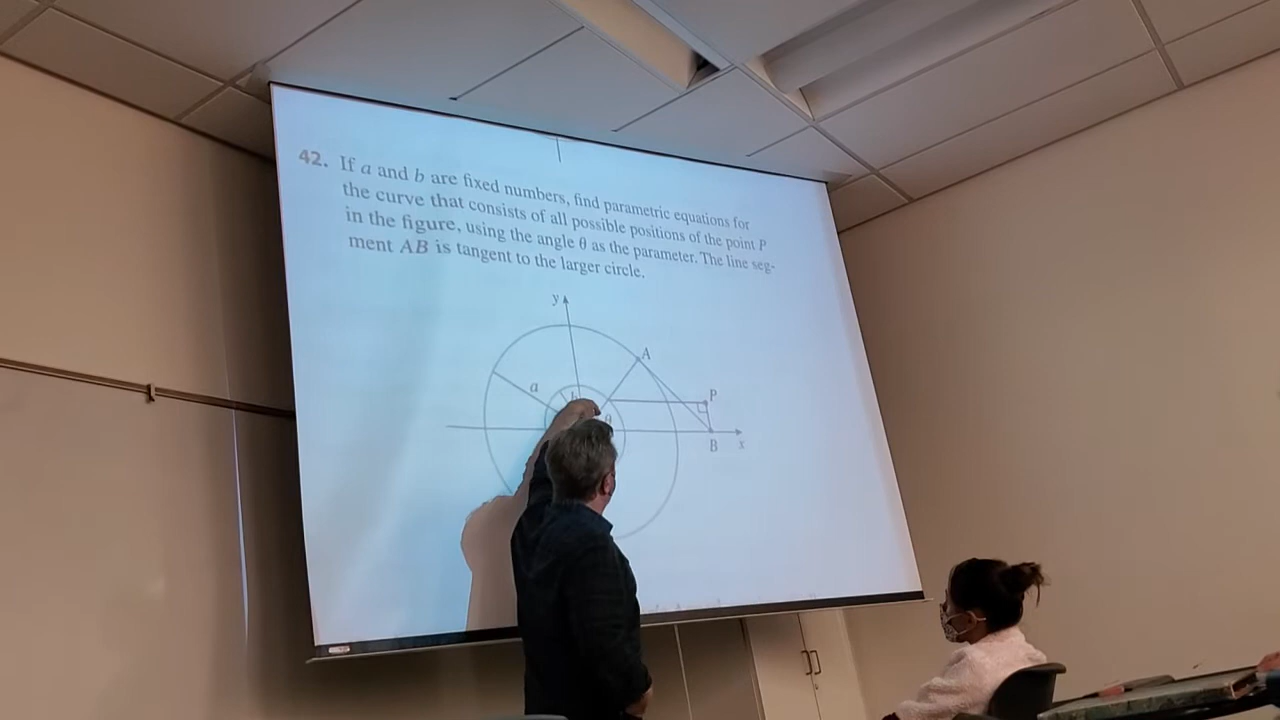 42. If a and b are fixed numbers, find parametric equations for
the curve that consists of all possible positions of the point P
in the figure, using the angle θ as the parameter. The line seg-
ment AB is tangent to the larger circle.
y
A
a
b
P
θ
B
x